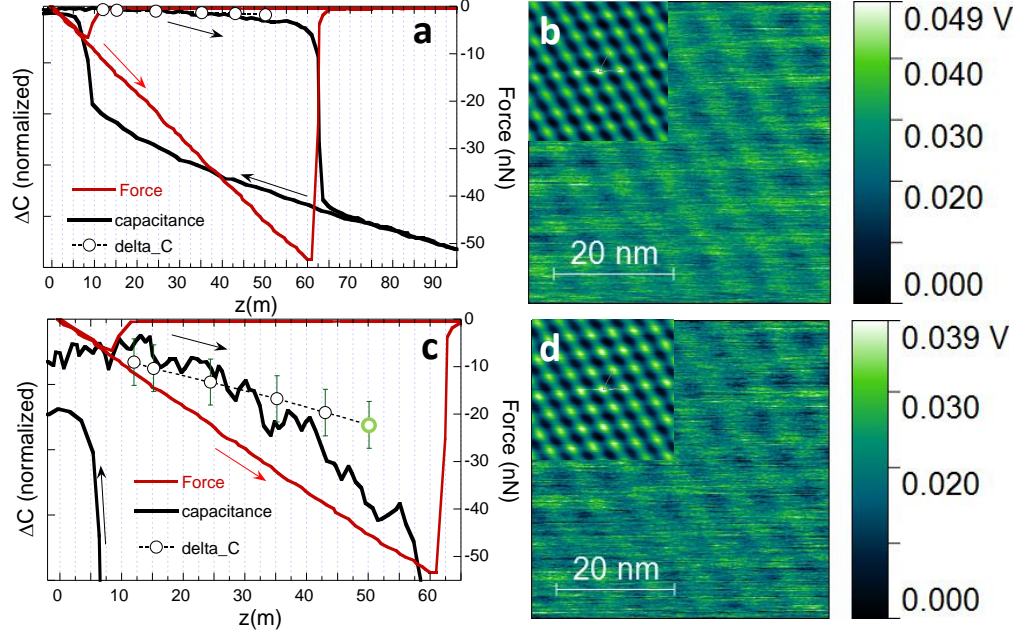 a
ΔC (normalized)
Force
capacitance
delta_C
0
-10
-20
-30
-40
-50
Force (nN)
0 10 20 30 40 50 60 70 80 90
z(m)
b
20 nm
0.049 V
0.040
0.030
0.020
0.000
c
ΔC (normalized)
Force
capacitance
delta_C
0
-10
-20
-30
-40
-50
Force (nN)
0 10 20 30 40 50 60
z(m)
d
20 nm
0.039 V
0.030
0.020
0.000